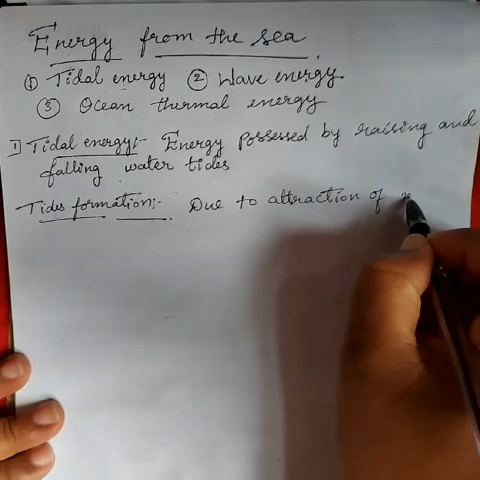 Energy from the sea
① Tidal energy ② Wave energy
③ Ocean thermal energy
1] Tidal energy:- Energy possessed by raising and
falling water tides
Tides formation:- Due to attraction of